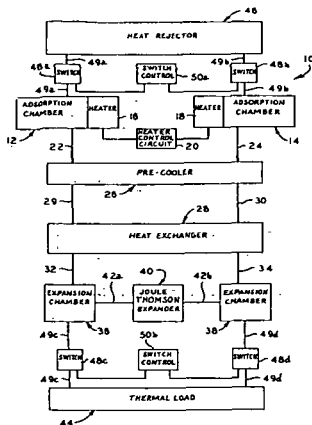 46
HEAT REJECTOR
49a
49b
48a
SWITCH
SWITCH CONTROL
50a
SWITCH
48b
10
49a
49b
ADSORPTION CHAMBER
HEATER
HEATER
ADSORPTION CHAMBER
18
18
12
HEATER CONTROL CIRCUIT
20
14
22
24
PRE-COOLER
26
29
30
28
HEAT EXCHANGER
32
34
40
42a
42b
EXPANSION CHAMBER
JOULE-THOMSON EXPANDER
EXPANSION CHAMBER
38
38
49c
50b
49d
SWITCH
48c
SWITCH CONTROL
SWITCH
48d
49c
49d
THERMAL LOAD
44